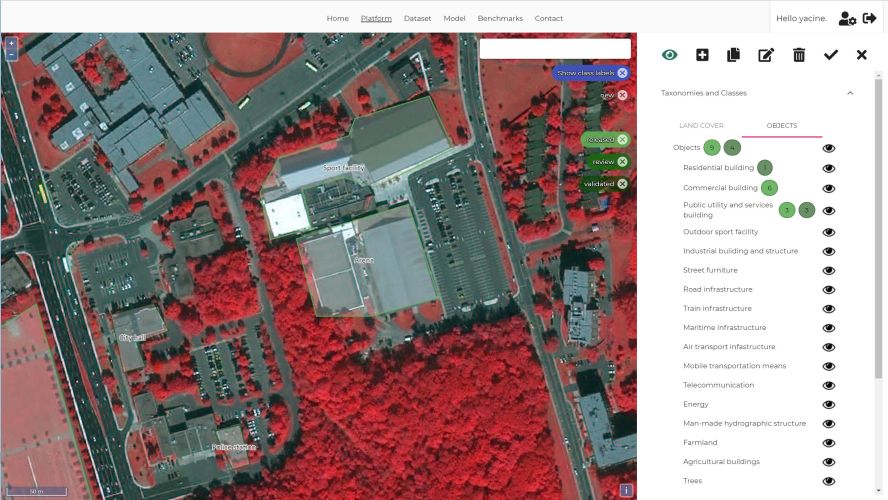 Home Platform Dataset Model Benchmarks Contact Hello yacine.
Show class labels
new
released
review
validated
Sport facility
Arena
City hall
Police station
50 m
Taxonomies and Classes
LAND COVER OBJECTS
Objects 9 4
Residential building 1
Commercial building 6
Public utility and services
building 3 3
Outdoor sport facility
Industrial building and structure
Street furniture
Road infrastructure
Train infrastructure
Maritime infrastructure
Air transport infastructure
Mobile transportation means
Telecommunication
Energy
Man-made hydrographic structure
Farmland
Agricultural buildings
Trees